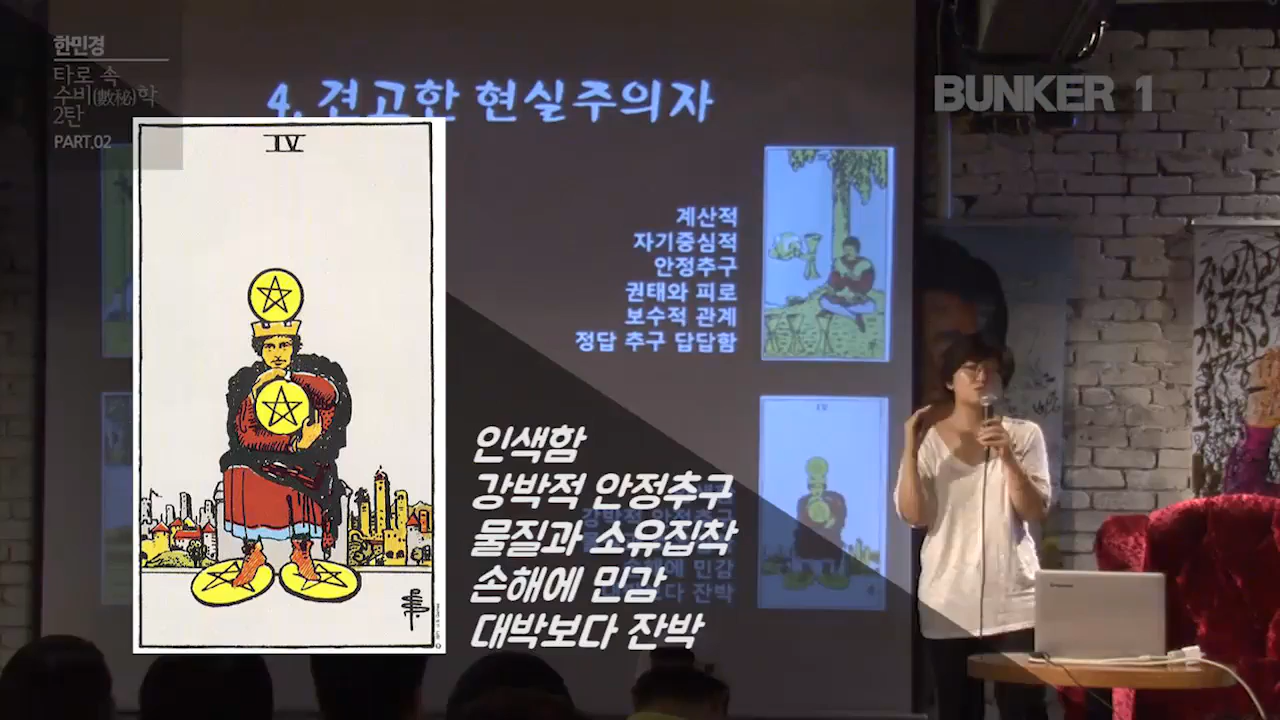 한민경
타로 속
수비(數秘)학
2탄
PART.02
BUNKER 1
4. 견고한 현실주의자
IV
계산적
자기중심적
안정추구
권태와 피로
보수적 관계
정답 추구 답답함
인색함
강박적 안정추구
물질과 소유집착
손해에 민감
대박보다 잔박